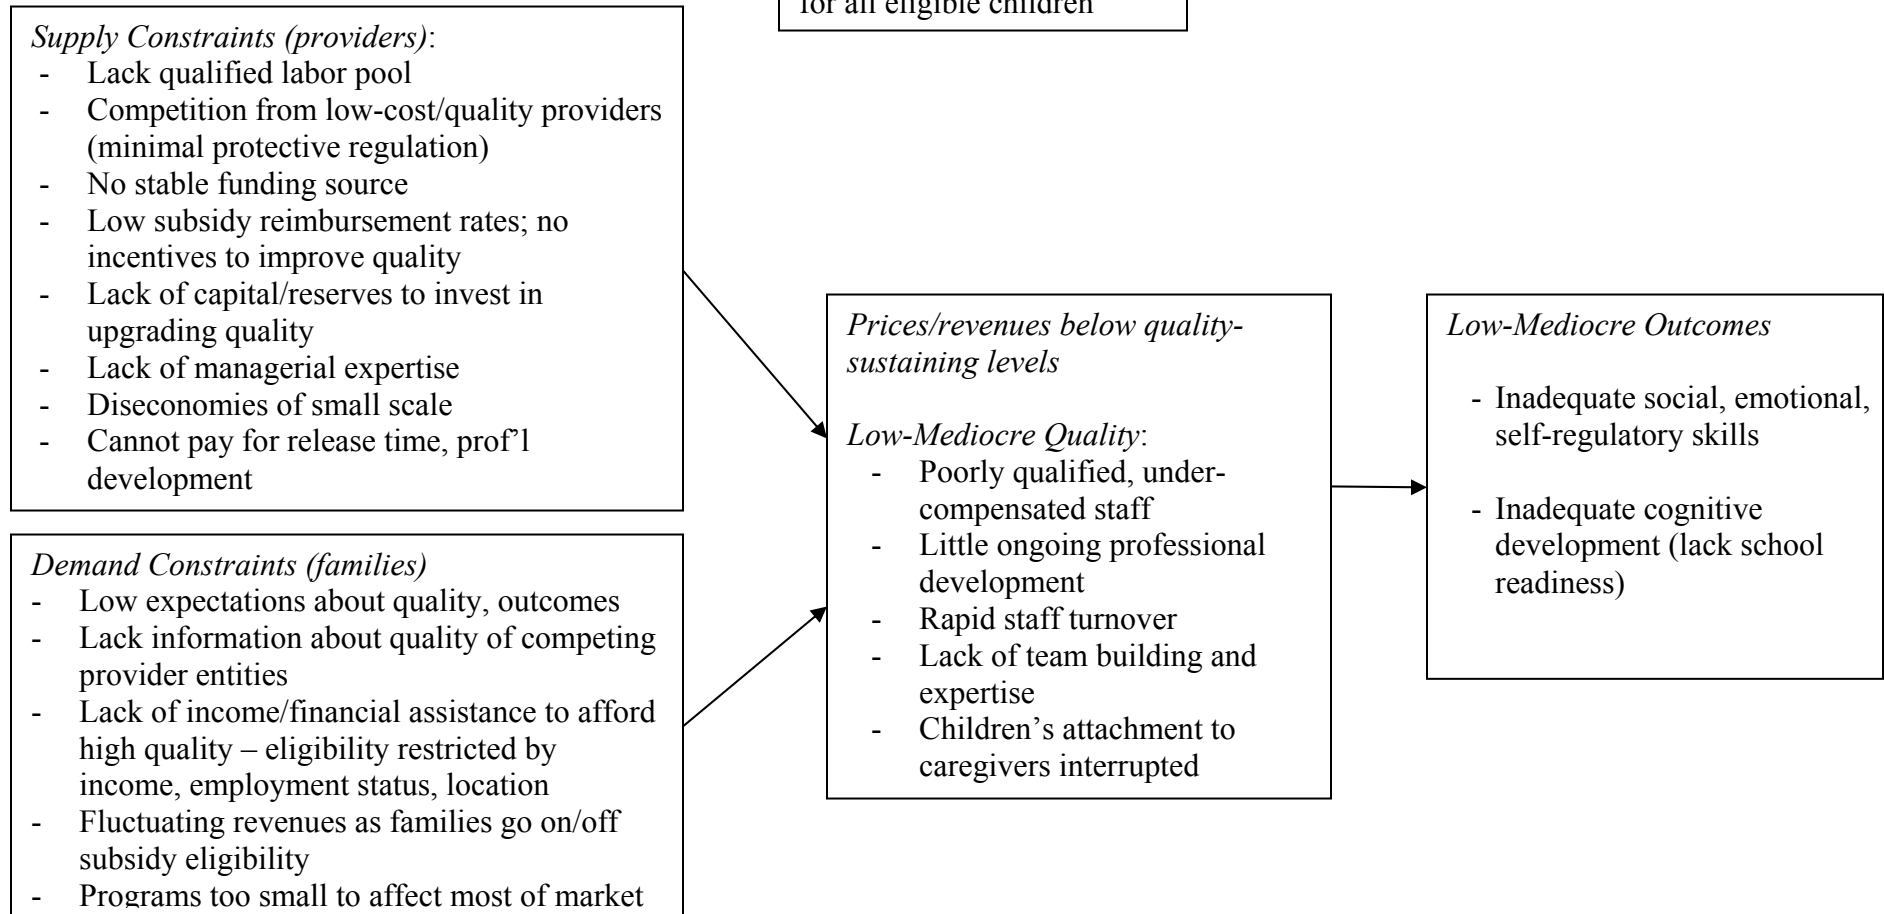 for all eligible children
Supply Constraints (providers):
- Lack qualified labor pool
- Competition from low-cost/quality providers
(minimal protective regulation)
- No stable funding source
- Low subsidy reimbursement rates; no
incentives to improve quality
- Lack of capital/reserves to invest in
upgrading quality
- Lack of managerial expertise
- Diseconomies of small scale
- Cannot pay for release time, prof’l
development
Demand Constraints (families)
- Low expectations about quality, outcomes
- Lack information about quality of competing
provider entities
- Lack of income/financial assistance to afford
high quality – eligibility restricted by
income, employment status, location
- Fluctuating revenues as families go on/off
subsidy eligibility
- Programs too small to affect most of market
Prices/revenues below quality-
sustaining levels
Low-Mediocre Quality:
- Poorly qualified, under-
compensated staff
- Little ongoing professional
development
- Rapid staff turnover
- Lack of team building and
expertise
- Children’s attachment to
caregivers interrupted
Low-Mediocre Outcomes
- Inadequate social, emotional,
self-regulatory skills
- Inadequate cognitive
development (lack school
readiness)